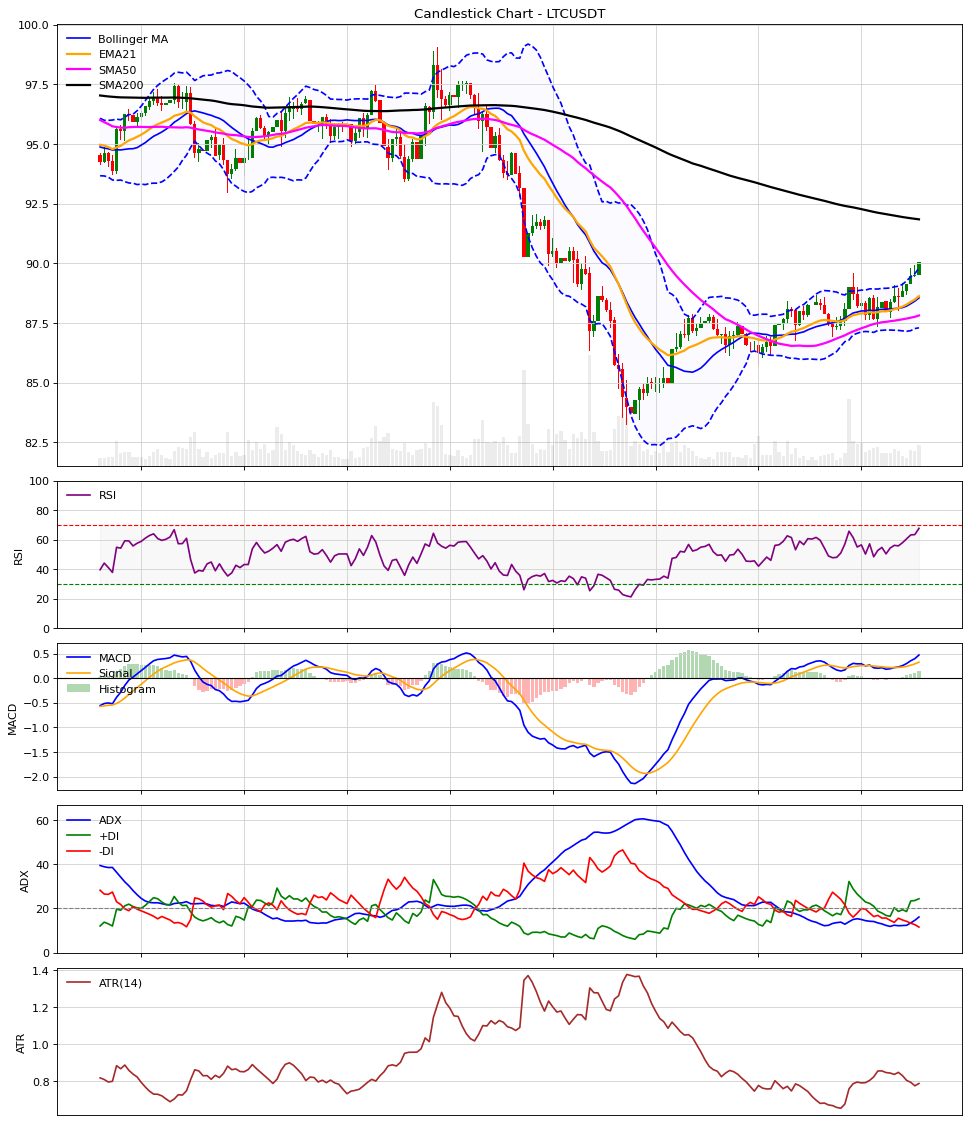 Candlestick Chart - LTCUSDT
100.0
97.5
95.0
92.5
90.0
87.5
85.0
82.5
Bollinger MA
EMA21
SMA50
SMA200
100
80
60
40
20
0
RSI
RSI
0.5
0.0
−0.5
−1.0
−1.5
−2.0
MACD
MACD
Signal
Histogram
60
40
20
0
ADX
ADX
+DI
-DI
1.4
1.2
1.0
0.8
ATR
ATR(14)